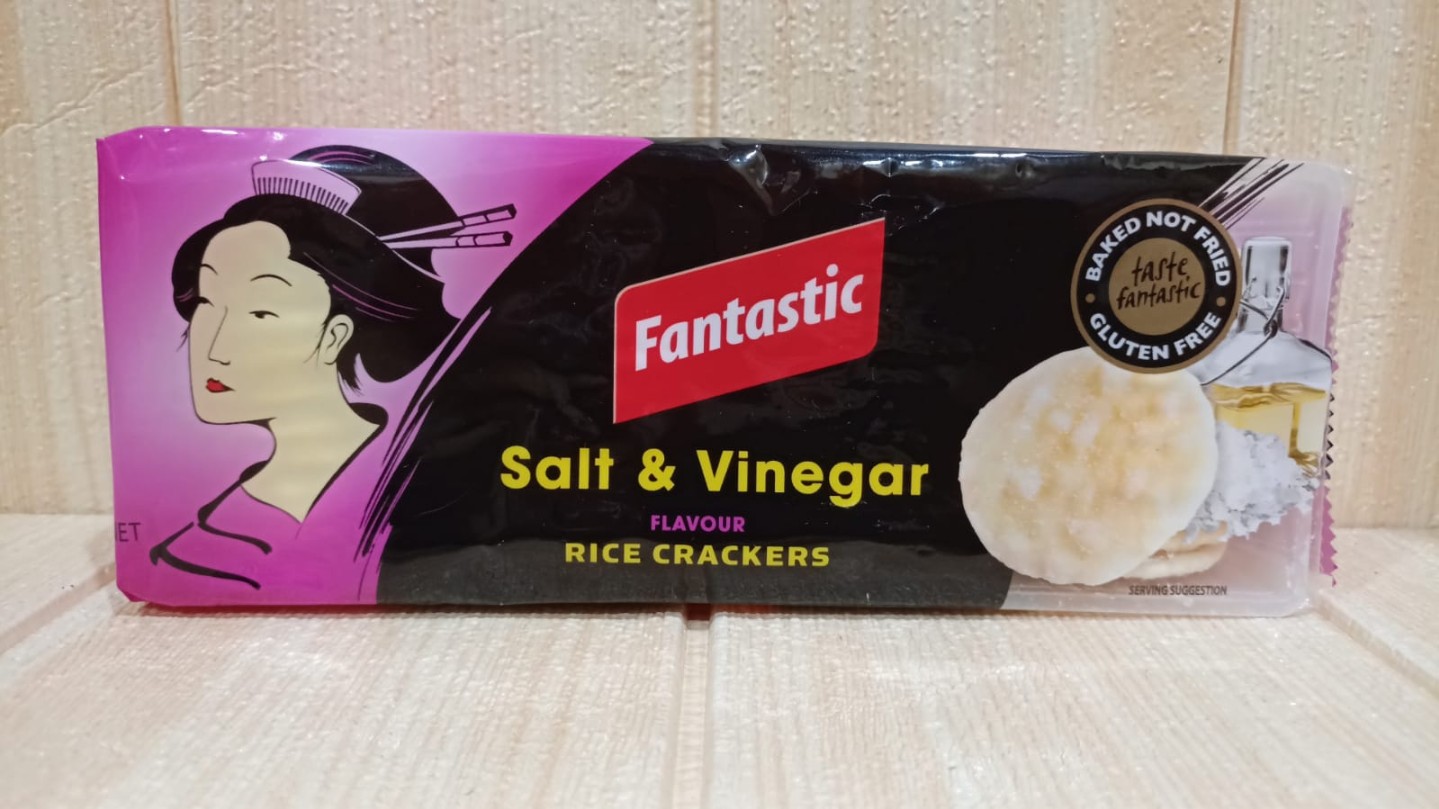 Fantastic
Salt & Vinegar
FLAVOUR
RICE CRACKERS
BAKED NOT FRIED
taste
fantastic
GLUTEN FREE
SERVING SUGGESTION